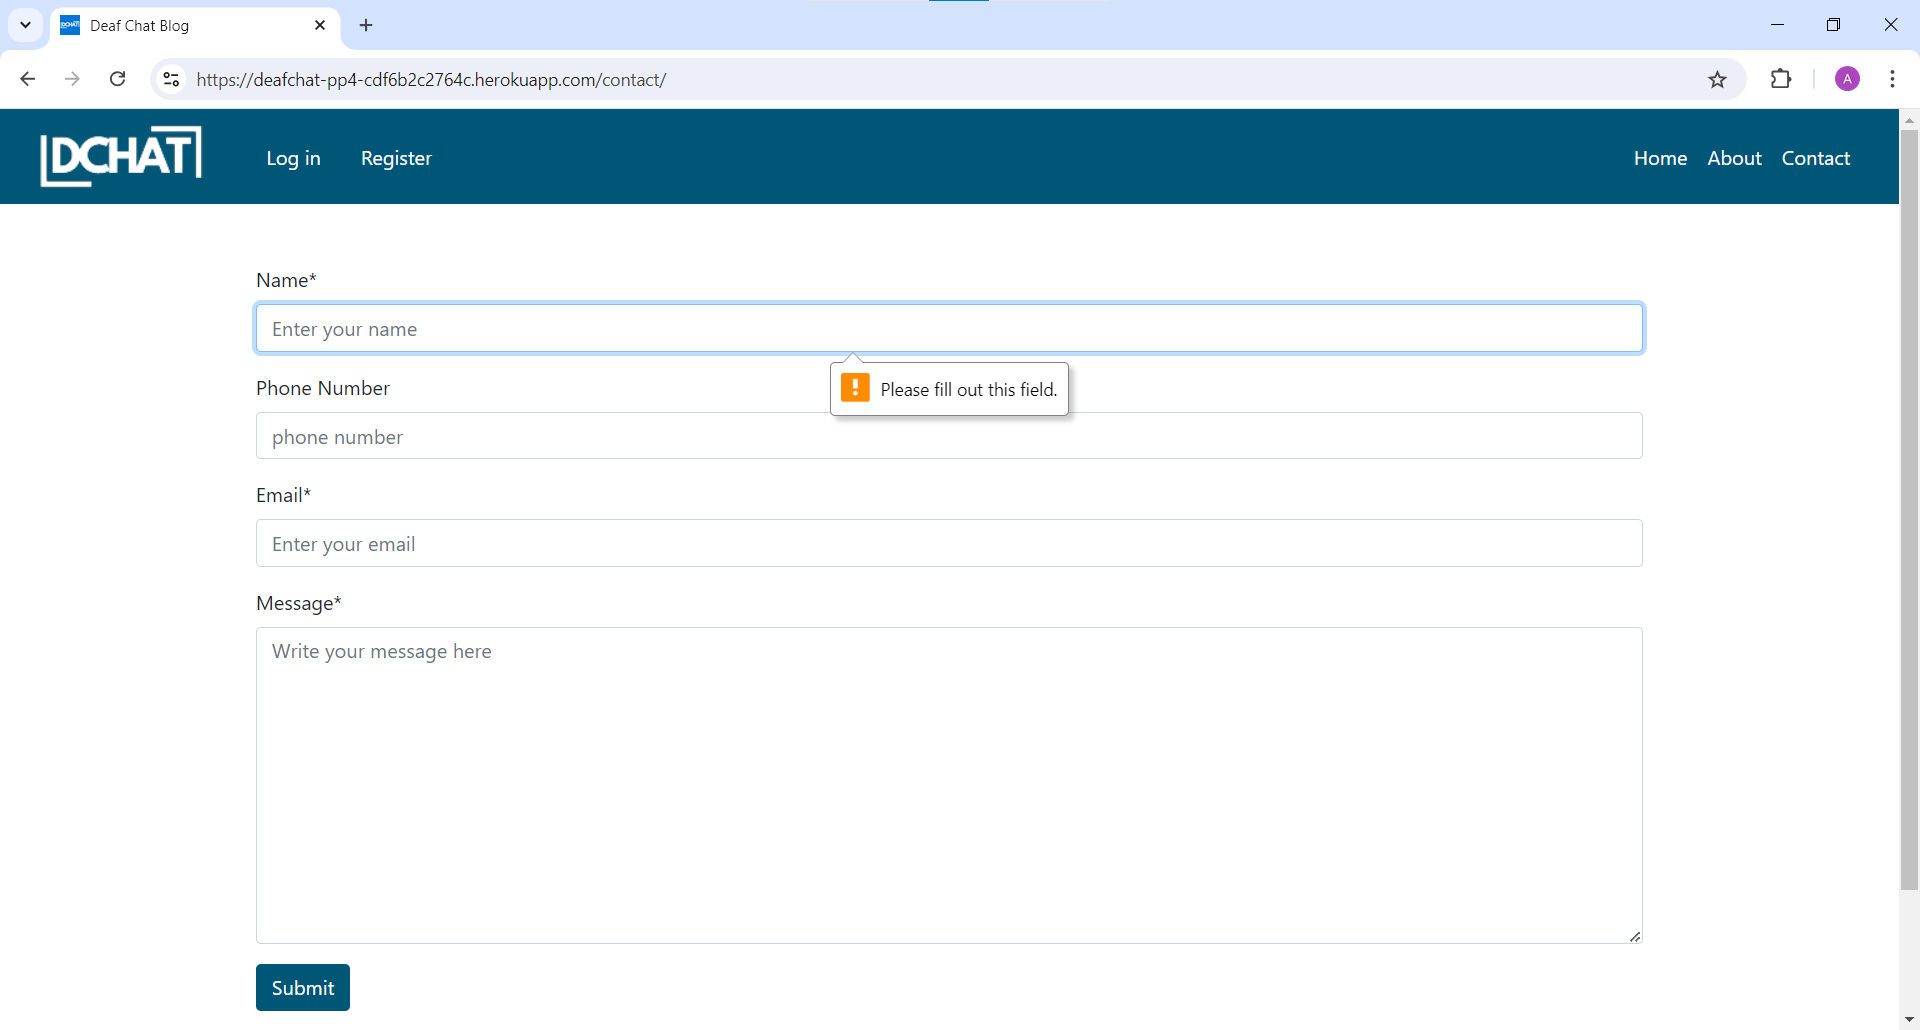 Deaf Chat Blog
https://deafchat-pp4-cdf6b2c2764c.herokuapp.com/contact/
A
DCHAT Log in Register Home About Contact
Name*
Enter your name
Please fill out this field.
Phone Number
phone number
Email*
Enter your email
Message*
Write your message here
Submit